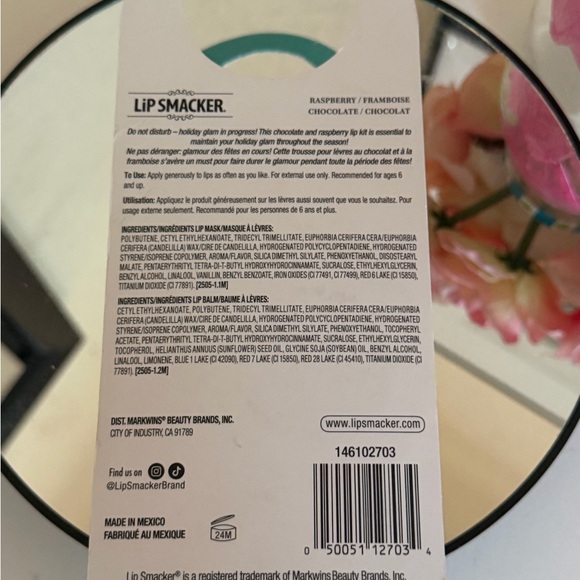 LiP SMACKER®
RASPBERRY / FRAMBOISE
CHOCOLATE / CHOCOLAT
Do not disturb – holiday glam in progress! This chocolate and raspberry lip kit is essential to
maintain your holiday glam throughout the season!
Ne pas déranger: glamour des fêtes en cours! Cette trousse pour lèvres au chocolat et à la
framboise s'avère un must pour faire durer le glamour pendant toute la période des fêtes!
To Use: Apply generously to lips as often as you like. For external use only. Recommended for ages 6
and up.
Utilisation: Appliquez le produit généreusement sur les lèvres aussi souvent que vous le souhaitez. Pour
usage externe seulement. Recommandé pour les personnes de 6 ans et plus.
INGREDIENTS/INGRÉDIENTS LIP MASK/MASQUE À LÈVRES:
POLYBUTENE, CETYL ETHYLHEXANOATE, TRIDECYL TRIMELLITATE, EUPHORBIA CERIFERA CERA/EUPHORBIA
CERIFERA (CANDELILLA) WAX/CIRE DE CANDELILLA, HYDROGENATED POLYCYCLOPENTADIENE, HYDROGENATED
STYRENE/ISOPRENE COPOLYMER, AROMA/FLAVOR, SILICA DIMETHYL SILYLATE, PHENOXYETHANOL, DIISOSTEARYL
MALATE, PENTAERYTHRITYL TETRA-DI-T-BUTYL HYDROXYHYDROCINNAMATE, SUCRALOSE, ETHYLHEXYLGLYCERIN,
BENZYL ALCOHOL, LINALOOL, VANILLIN, BENZYL BENZOATE, IRON OXIDES (CI 77491, CI 77499), RED 6 LAKE (CI 15850),
TITANIUM DIOXIDE (CI 77891). [2505-1.1M]
INGREDIENTS/INGRÉDIENTS LIP BALM/BAUME À LÈVRES:
CETYL ETHYLHEXANOATE, POLYBUTENE, TRIDECYL TRIMELLITATE, EUPHORBIA CERIFERA CERA/EUPHORBIA
CERIFERA (CANDELILLA) WAX/CIRE DE CANDELILLA, HYDROGENATED POLYCYCLOPENTADIENE, HYDROGENATED
STYRENE/ISOPRENE COPOLYMER, AROMA/FLAVOR, SILICA DIMETHYL SILYLATE, PHENOXYETHANOL, TOCOPHERYL
ACETATE, PENTAERYTHRITYL TETRA-DI-T-BUTYL HYDROXYHYDROCINNAMATE, SUCRALOSE, ETHYLHEXYLGLYCERIN,
TOCOPHEROL, HELIANTHUS ANNUUS (SUNFLOWER) SEED OIL, GLYCINE SOJA (SOYBEAN) OIL, BENZYL ALCOHOL,
LINALOOL, LIMONENE, BLUE 1 LAKE (CI 42090), RED 7 LAKE (CI 15850), RED 28 LAKE (CI 45410), TITANIUM DIOXIDE (CI
77891). [2505-1.2M]
DIST. MARKWINS® BEAUTY BRANDS, INC.
CITY OF INDUSTRY, CA 91789
www.lipsmacker.com
146102703
Find us on
@LipSmackerBrand
MADE IN MEXICO
FABRIQUÉ AU MEXIQUE
24M
0 50051 12703 4
Lip Smacker® is a registered trademark of Markwins Beauty Brands, Inc.